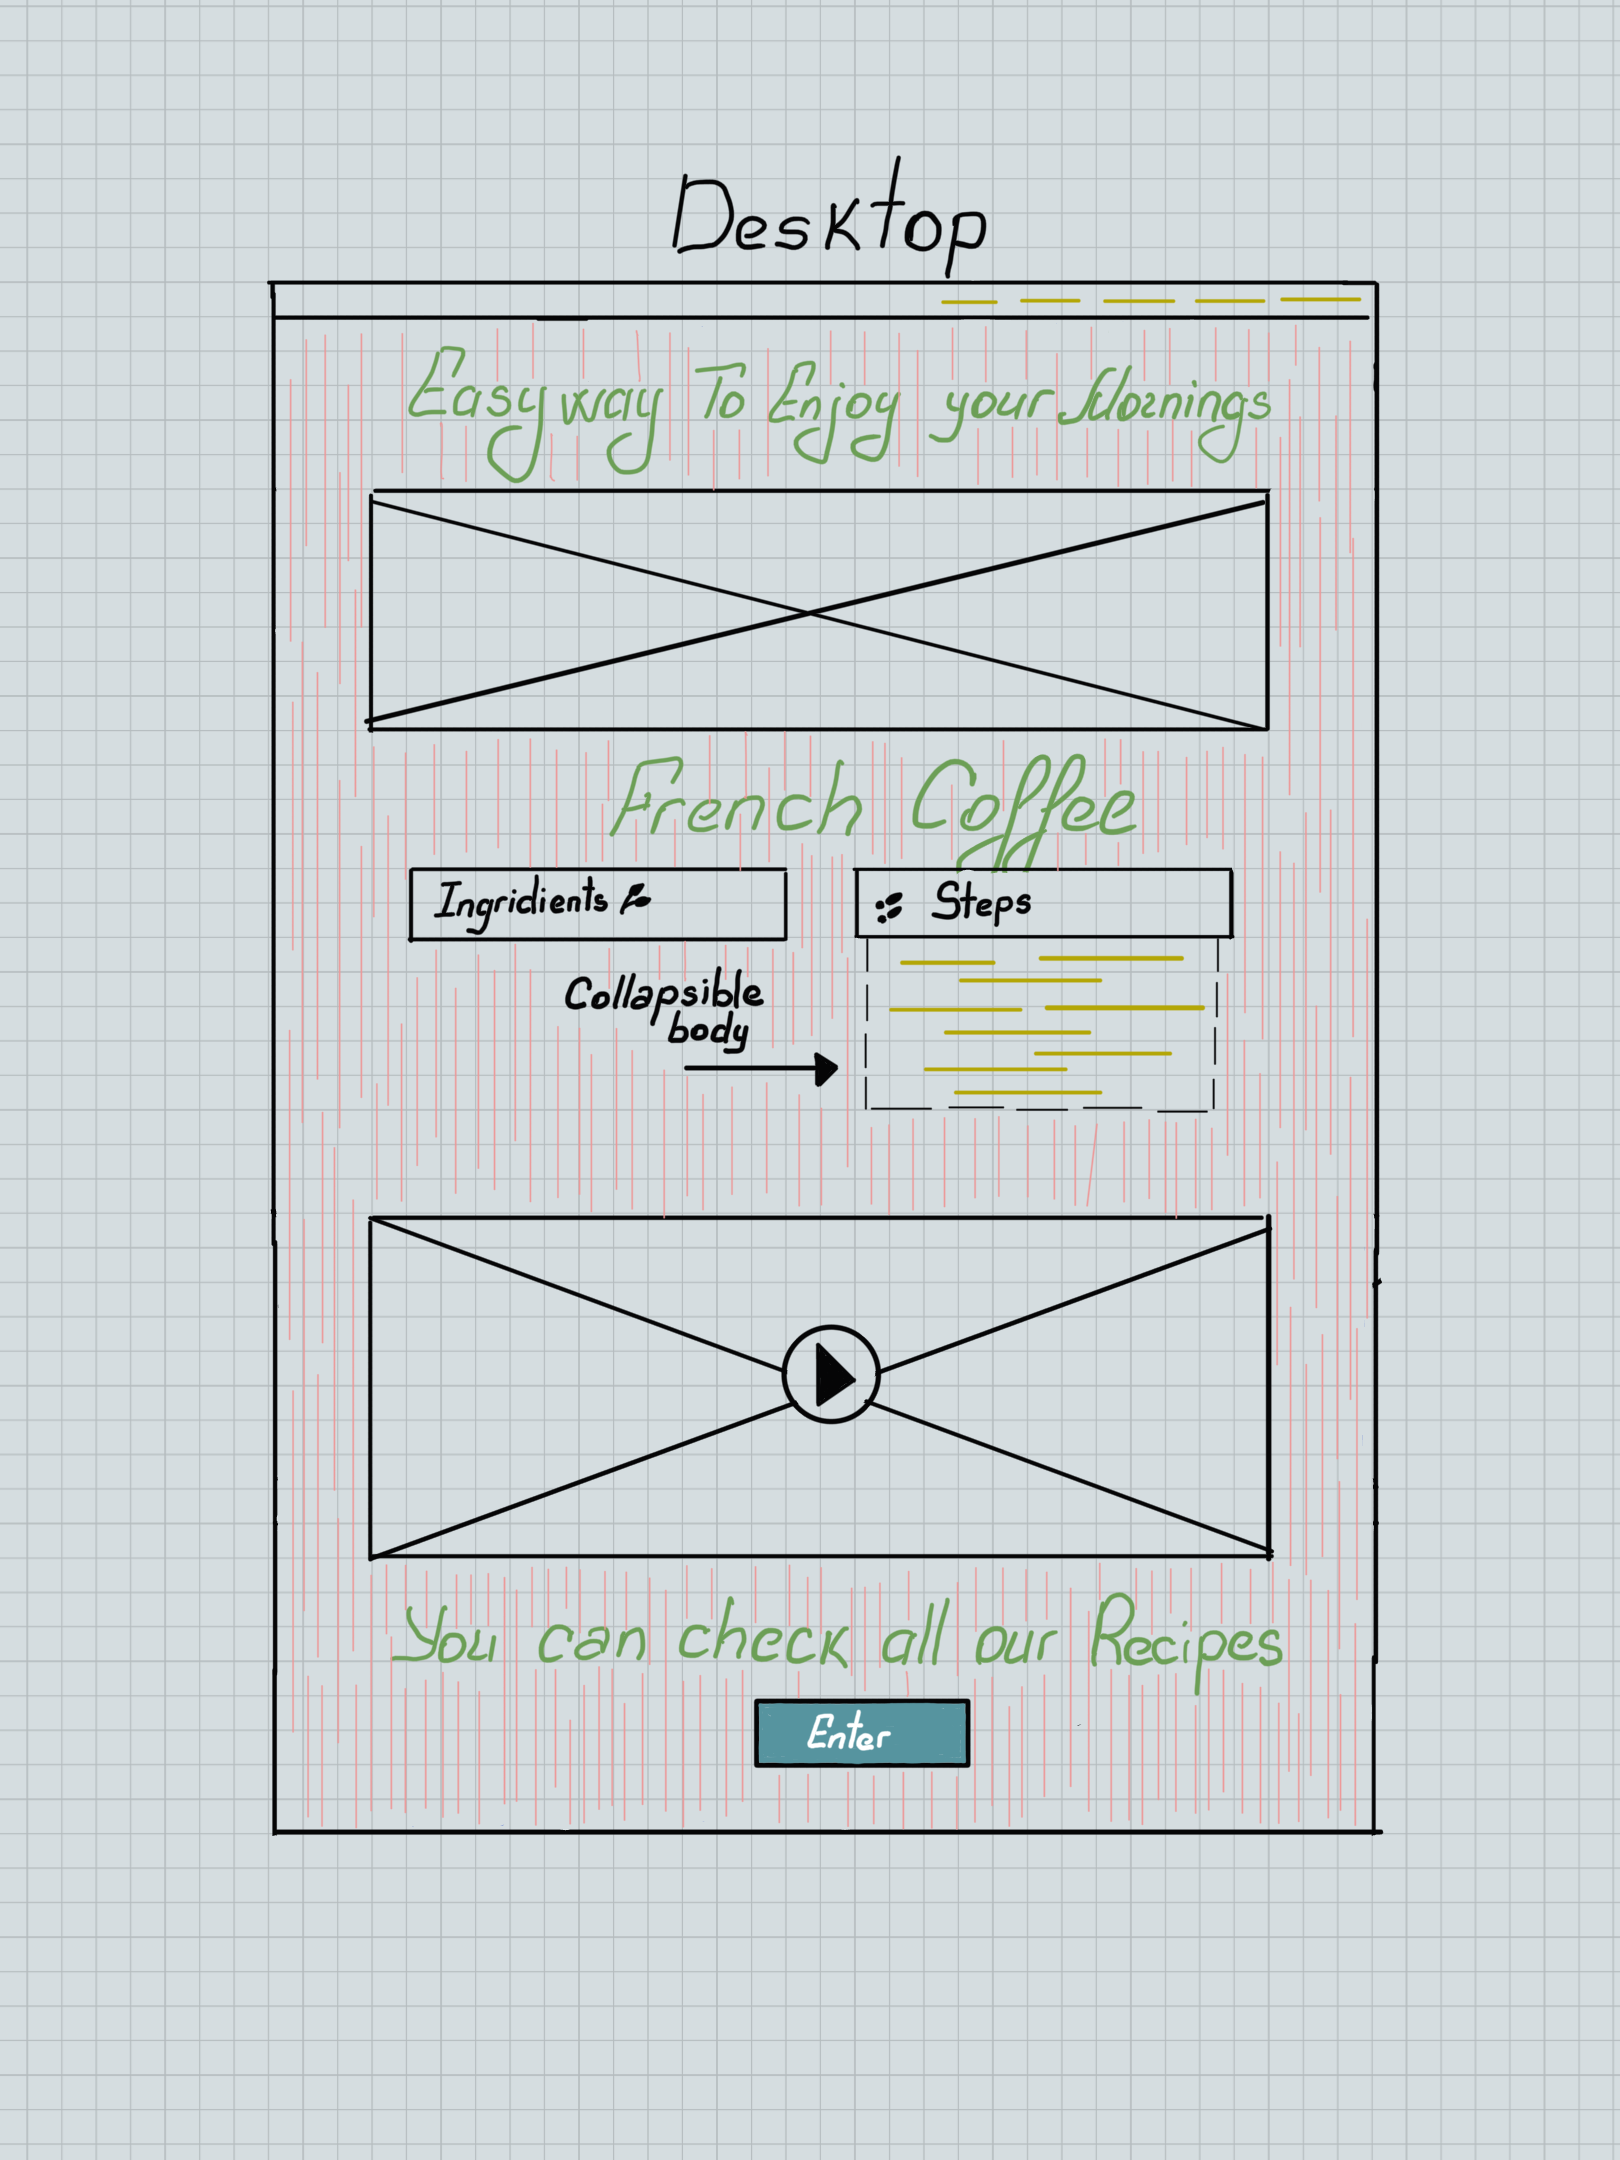 Desktop
Easy way To Enjoy your Mornings
French Coffee
Ingridients
Steps
Collapsible
body
You can check all our Recipes
Enter